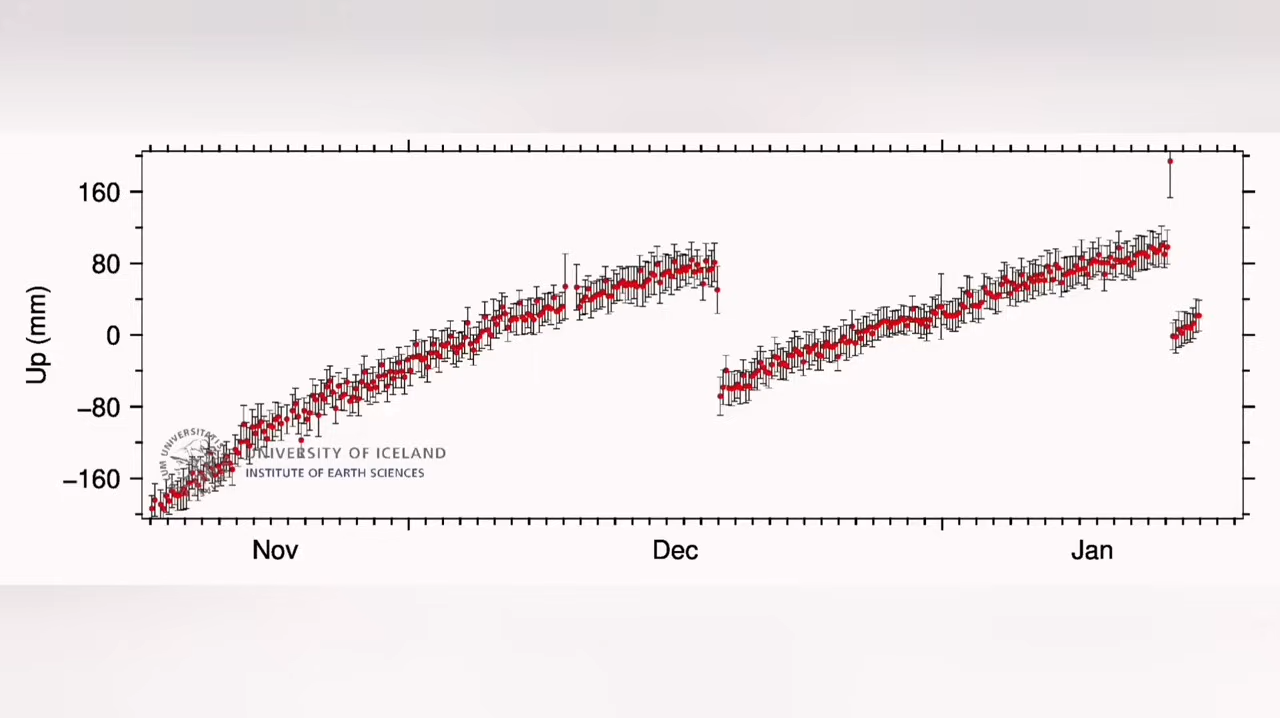 160
80
0
−80
−160
Up (mm)
UNIVERSITY OF ICELAND
INSTITUTE OF EARTH SCIENCES
Nov
Dec
Jan